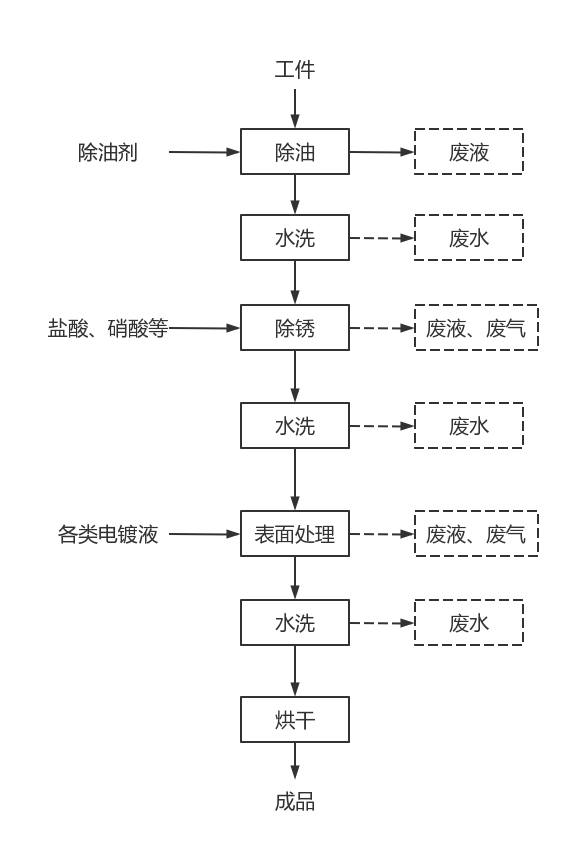 工件
除油剂
除油
废液
水洗
废水
盐酸、硝酸等
除锈
废液、废气
水洗
废水
各类电镀液
表面处理
废液、废气
水洗
废水
烘干
成品